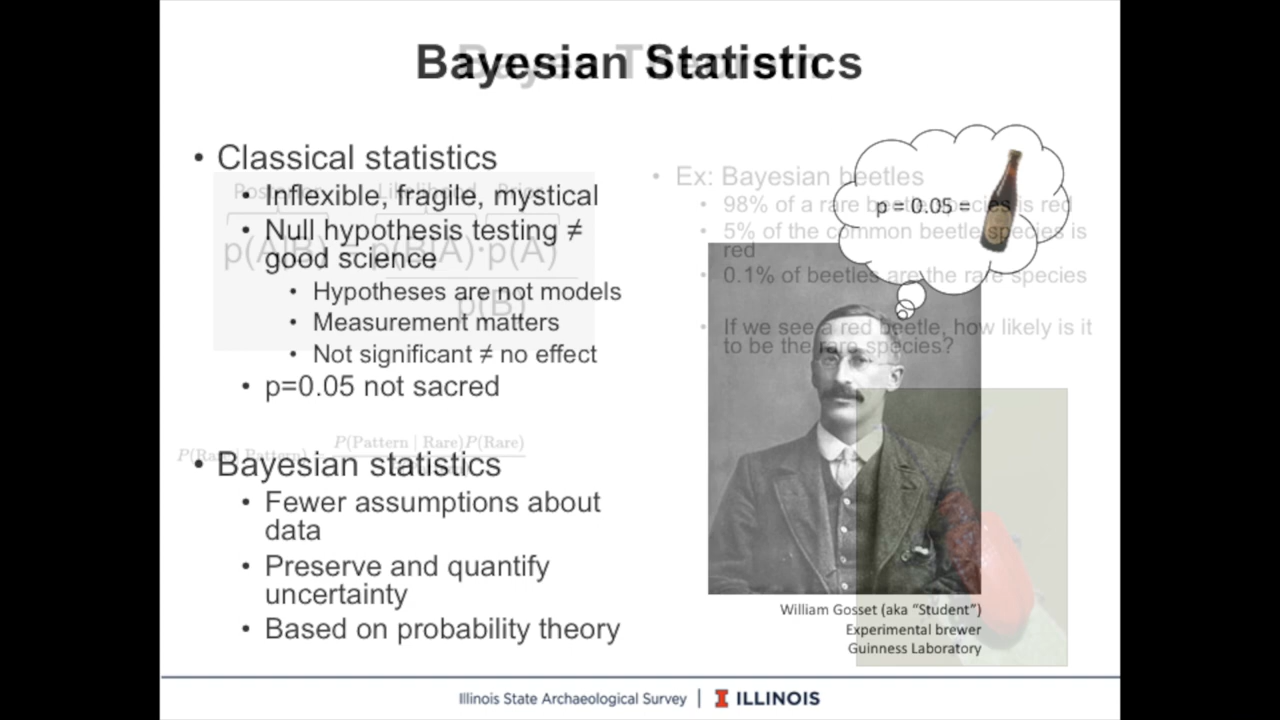 Bayesian Statistics
Bayes Theorem
• Classical statistics
• Inflexible, fragile, mystical
• Null hypothesis testing ≠
good science
• Hypotheses are not models
• Measurement matters
• Not significant ≠ no effect
• p=0.05 not sacred
• Bayesian statistics
• Fewer assumptions about
data
• Preserve and quantify
uncertainty
• Based on probability theory
p(A|B) p(B|A)·p(A)
p(B)
P(Pattern | Rare)P(Rare)
• Ex: Bayesian beetles
• 98% of a rare beetle species is red
• 5% of the common beetle species is
red
• 0.1% of beetles are the rare species
• If we see a red beetle, how likely is it
to be the rare species?
p = 0.05 =
William Gosset (aka “Student”)
Experimental brewer
Guinness Laboratory
Illinois State Archaeological Survey | I ILLINOIS